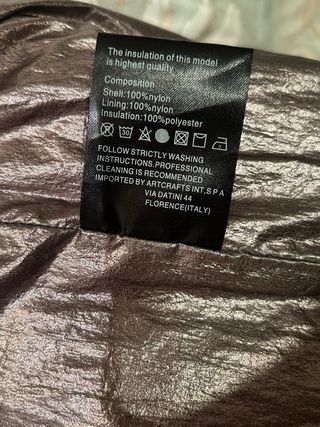 The insulation of this model
is highest quality
Composition
Shell:100%nylon
Lining:100%nylon
Insulation:100%polyester
30
FOLLOW STRICTLY WASHING
INSTRUCTIONS.PROFESSIONAL
CLEANING IS RECOMMENDED
IMPORTED BY ARTCRAFTS INT.S P A
VIA DATINI 44
FLORENCE(ITALY)